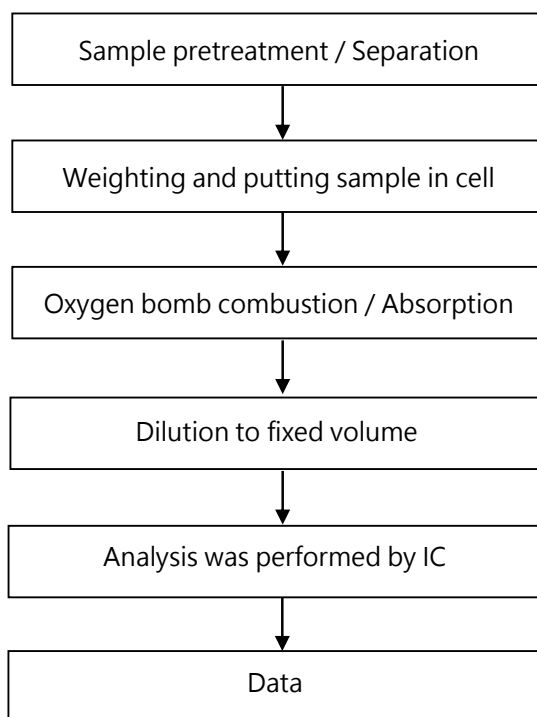 Sample pretreatment / Separation
Weighting and putting sample in cell
Oxygen bomb combustion / Absorption
Dilution to fixed volume
Analysis was performed by IC
Data